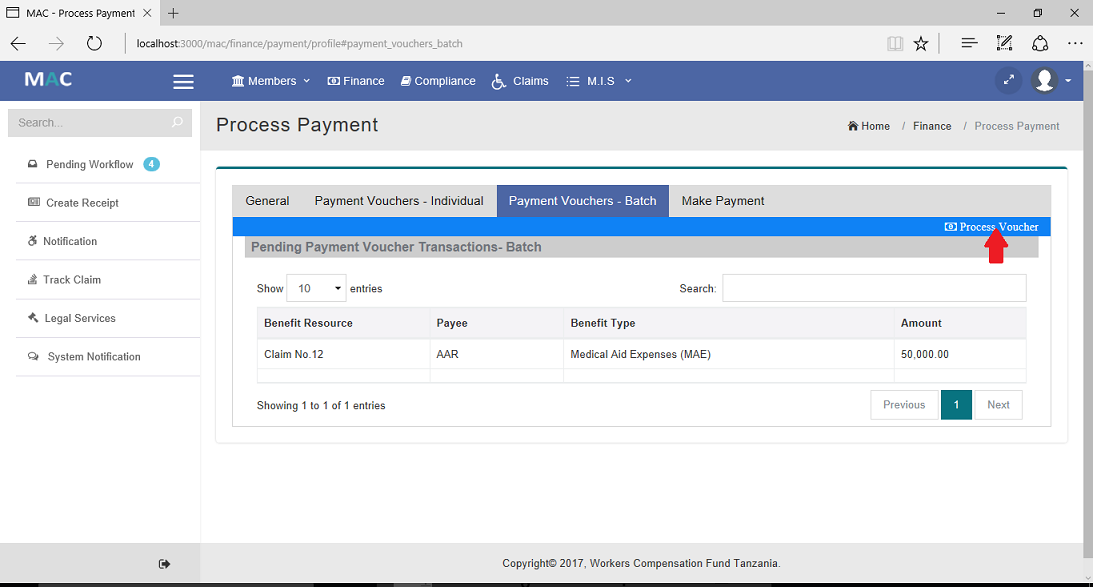 MAC - Process Payment
localhost:3000/mac/finance/payment/profile#payment_vouchers_batch
MAC
Members
Finance
Compliance
Claims
M.I.S
Search...
Process Payment
Home / Finance / Process Payment
Pending Workflow 4
Create Receipt
Notification
Track Claim
Legal Services
System Notification
General
Payment Vouchers - Individual
Payment Vouchers - Batch
Make Payment
Process Voucher
Pending Payment Voucher Transactions- Batch
Show 10 entries
Search:
Benefit Resource Payee Benefit Type Amount
Claim No.12 AAR Medical Aid Expenses (MAE) 50,000.00
Showing 1 to 1 of 1 entries
Previous 1 Next
Copyright© 2017, Workers Compensation Fund Tanzania.